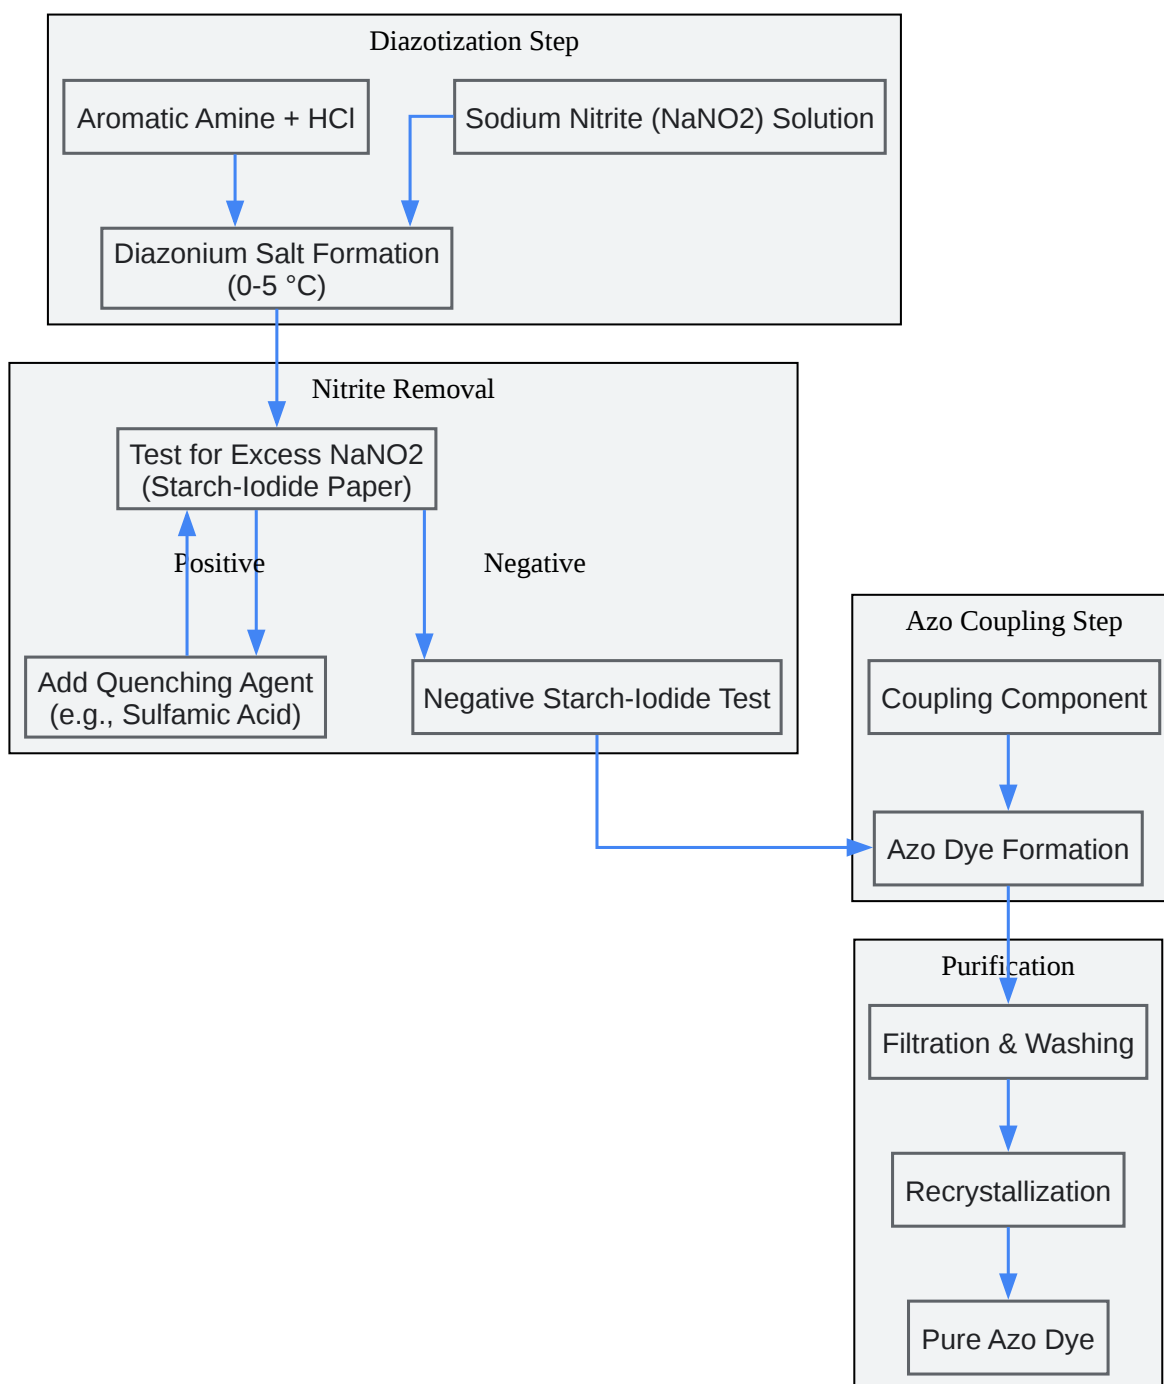 Diazotization Step
Aromatic Amine + HCl
Sodium Nitrite (NaNO2) Solution
Diazonium Salt Formation
(0-5 °C)
Nitrite Removal
Test for Excess NaNO2
(Starch-Iodide Paper)
Positive
Negative
Add Quenching Agent
(e.g., Sulfamic Acid)
Negative Starch-Iodide Test
Azo Coupling Step
Coupling Component
Azo Dye Formation
Purification
Filtration & Washing
Recrystallization
Pure Azo Dye